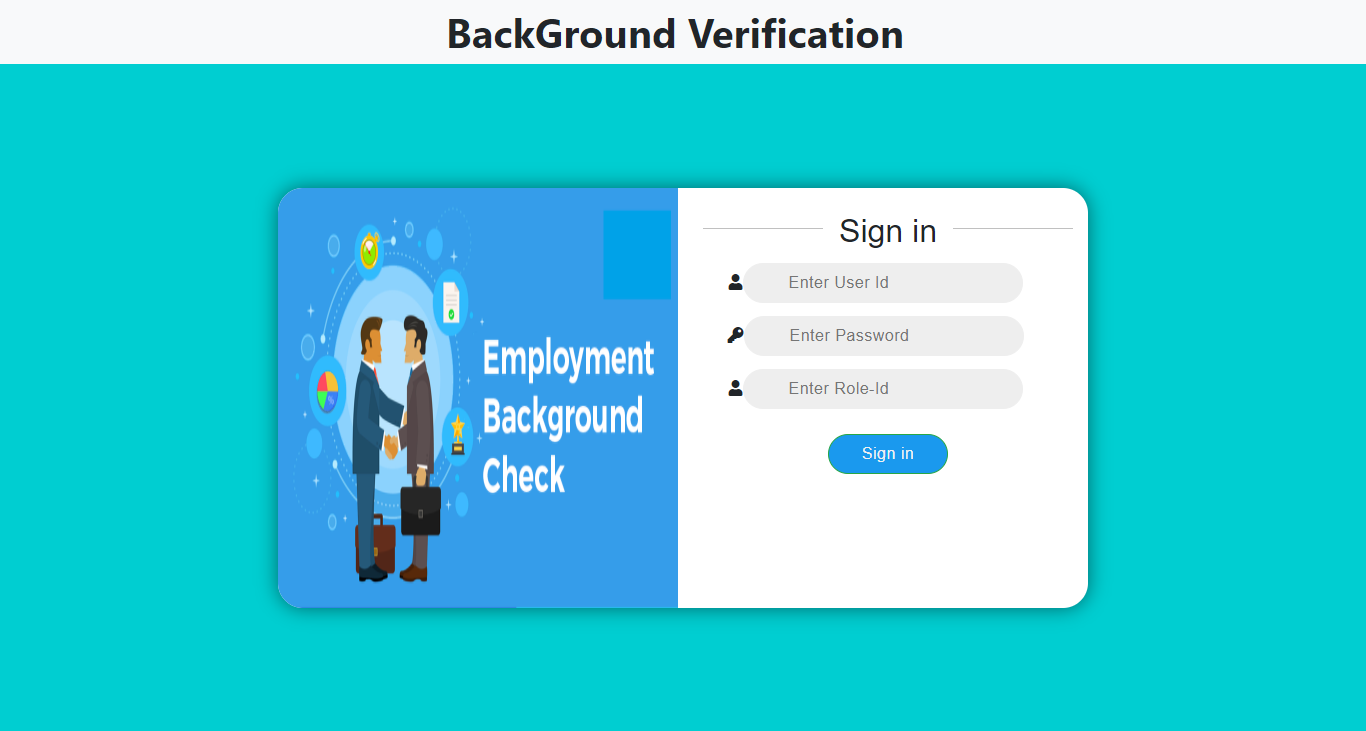 BackGround Verification
Employment
Background
Check
Sign in
Enter User Id
Enter Password
Enter Role-Id
Sign in